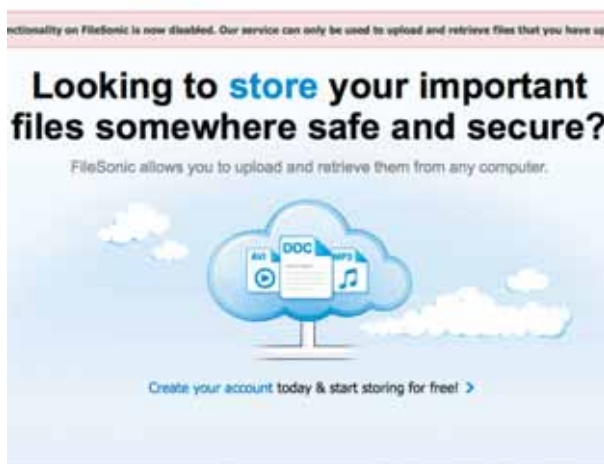 ctionality on FileSonic is now disabled. Our service can only be used to upload and retrieve files that you have up
Looking to store your important
files somewhere safe and secure?
FileSonic allows you to upload and retrieve them from any computer.
AVI DOC MP3
Create your account today & start storing for free! >